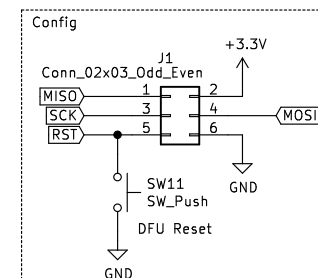 Config
+3.3V
J1
Conn_02x03_Odd_Even
MISO 1 2
SCK 3 4 MOSI
RST 5 6
SW11
SW_Push
GND
DFU Reset
GND